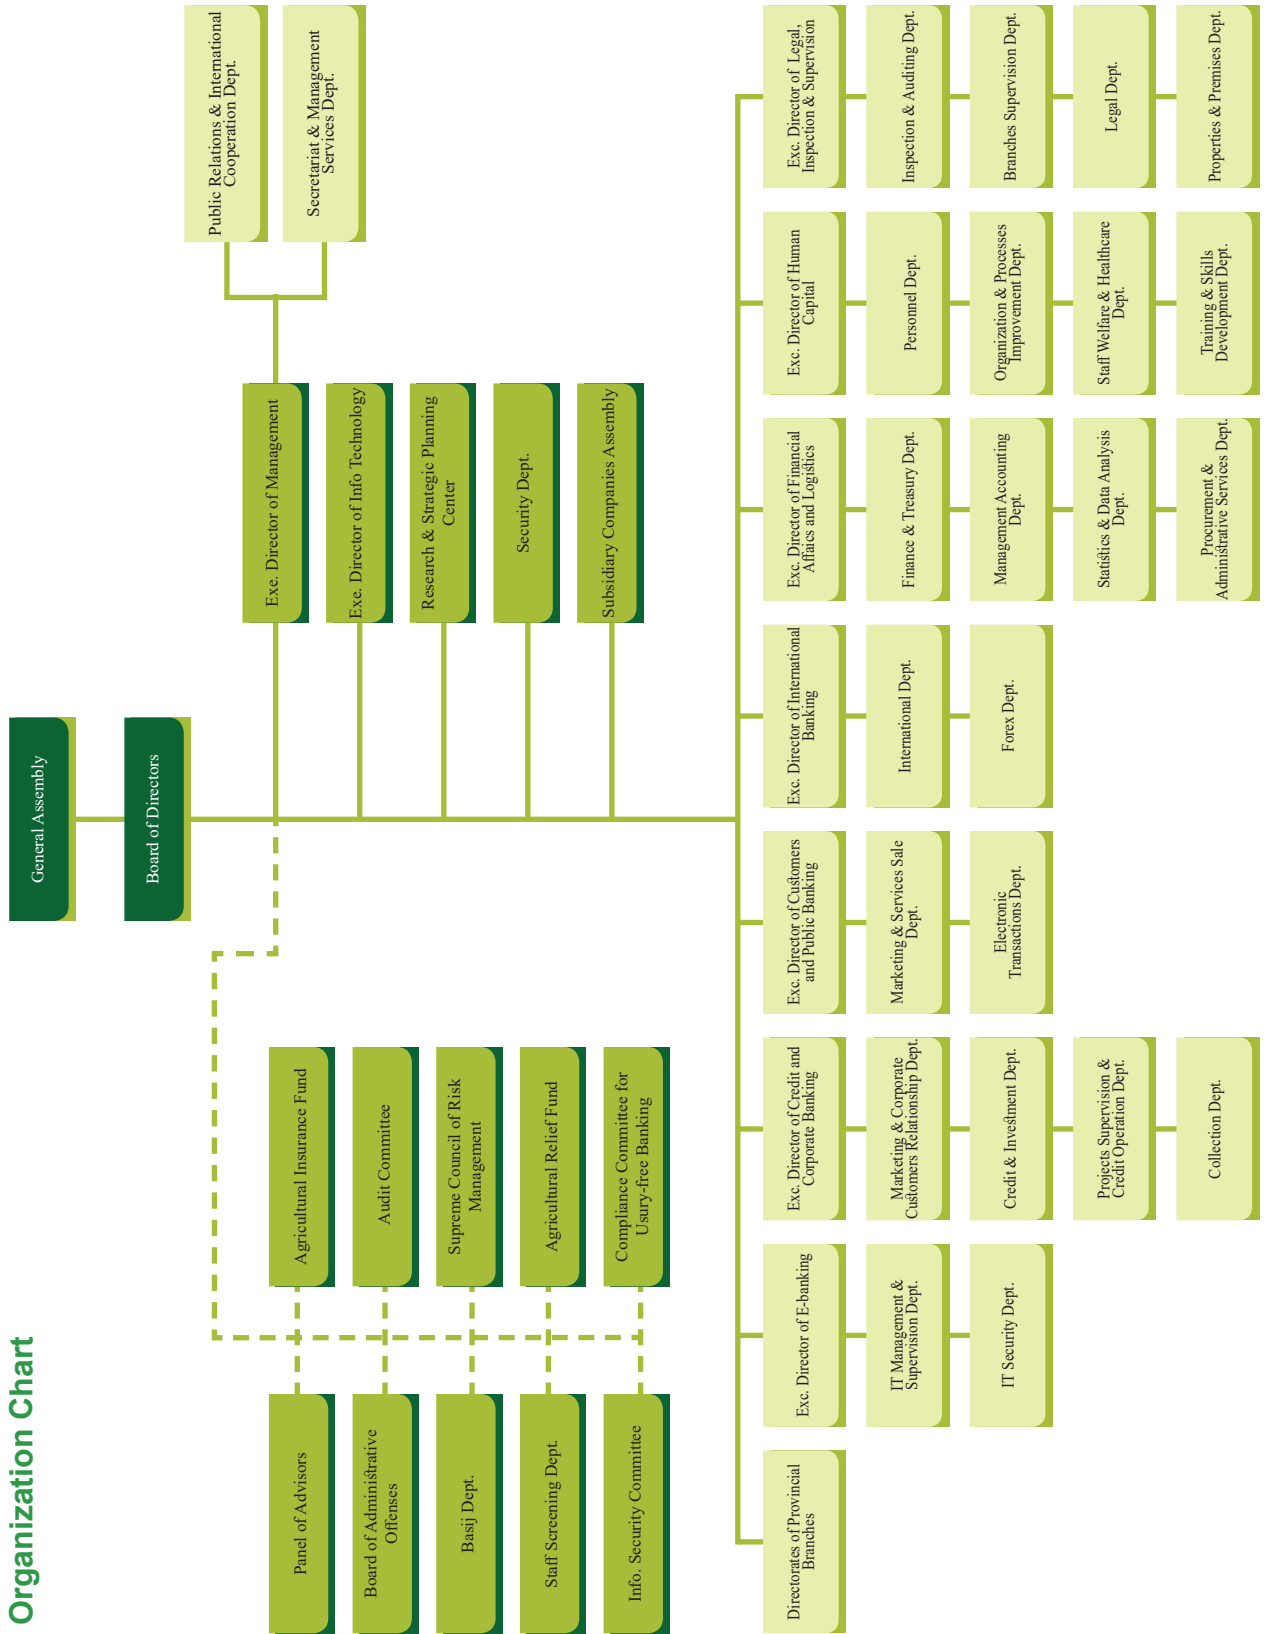 Organization Chart
General Assembly
Board of Directors
Public Relations & International
Cooperation Dept.
Secretariat & Management
Services Dept.
Exe. Director of Management
Exe. Director of Info Technology
Research & Strategic Planning
Center
Security Dept.
Subsidiary Companies Assembly
Agricultural Insurance Fund
Audit Committee
Supreme Council of Risk
Management
Agricultural Relief Fund
Compliance Committee for
Usury-free Banking
Panel of Advisors
Board of Administrative
Offenses
Basij Dept.
Staff Screening Dept.
Info. Security Committee
Directorates of Provincial
Branches
Exc. Director of E-banking
IT Management &
Supervision Dept.
IT Security Dept.
Exc. Director of Credit and
Corporate Banking
Marketing & Corporate
Customers Relationship Dept.
Credit & Investment Dept.
Projects Supervision &
Credit Operation Dept.
Collection Dept.
Exc. Director of Customers
and Public Banking
Marketing & Services Sale
Dept.
Electronic
Transactions Dept.
Exc. Director of International
Banking
International Dept.
Forex Dept.
Exc. Director of Financial
Affaics and Logistics
Finance & Treasury Dept.
Management Accounting
Dept.
Statistics & Data Analysis
Dept.
Procurement &
Administrative Services Dept.
Exc. Director of Human
Capital
Personnel Dept.
Organization & Processes
Improvement Dept.
Staff Welfare & Healthcare
Dept.
Training & Skills
Development Dept.
Exc. Director of Legal,
Inspection & Supervision
Inspection & Auditing Dept.
Branches Supervision Dept.
Legal Dept.
Properties & Premises Dept.